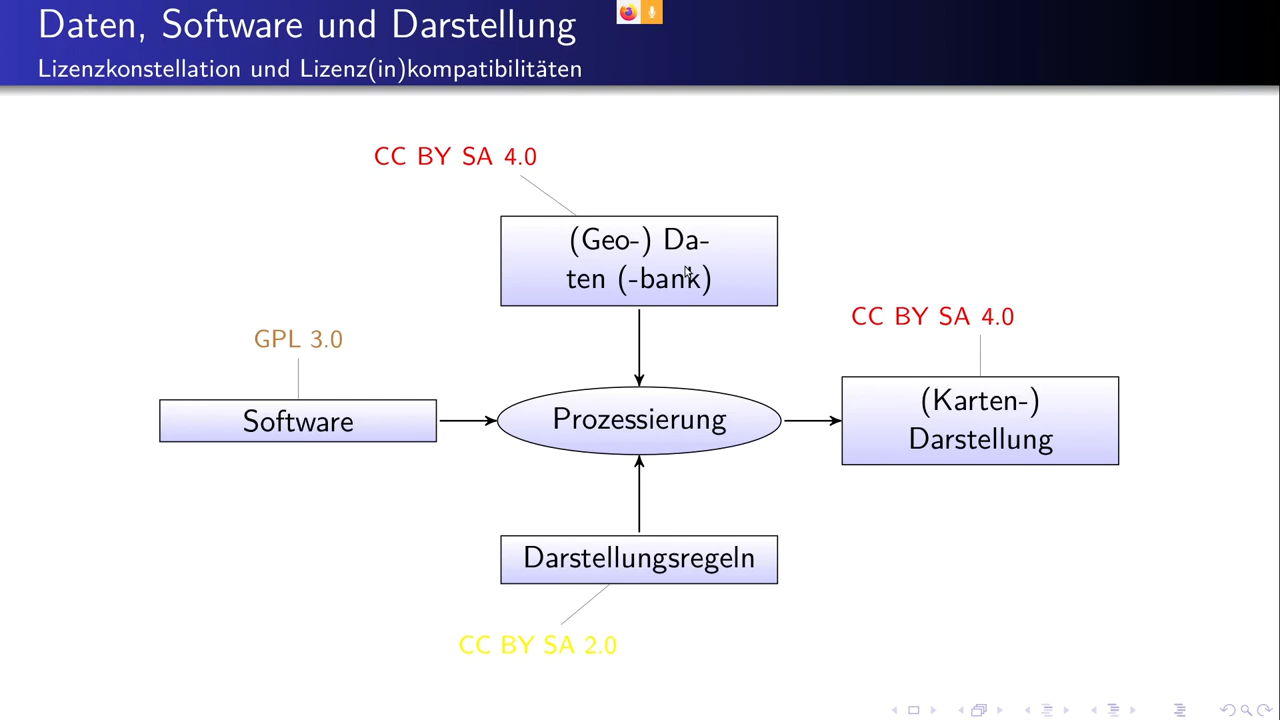 Daten, Software und Darstellung
Lizenzkonstellation und Lizenz(in)kompatibilitäten
CC BY SA 4.0
(Geo-) Da-
ten (-bank)
CC BY SA 4.0
GPL 3.0
(Karten-)
Darstellung
Software
Prozessierung
Darstellungsregeln
CC BY SA 2.0